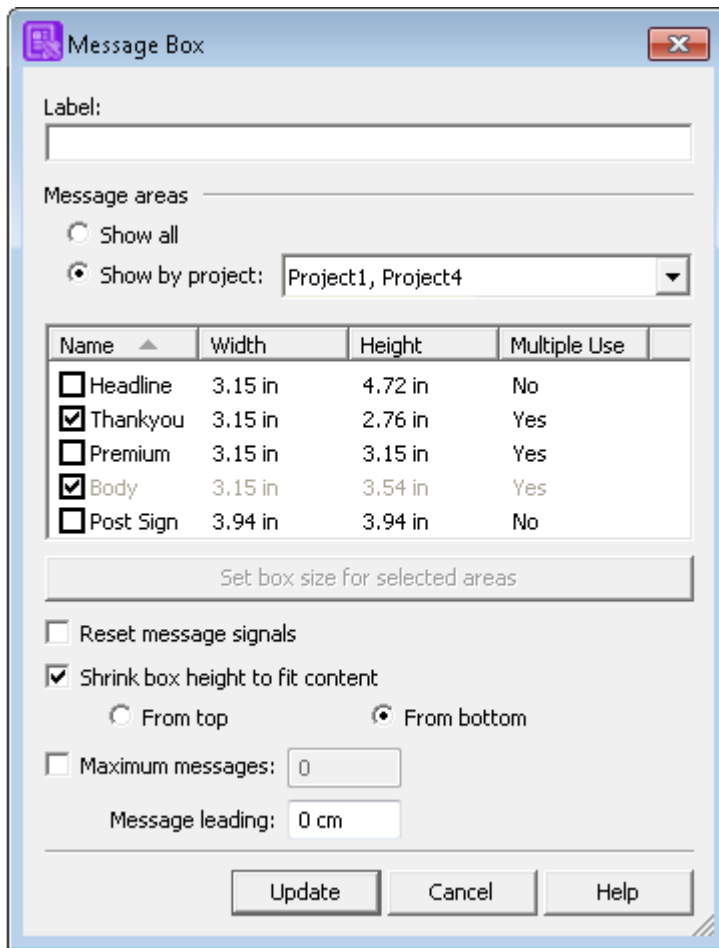 Message Box
Label:
Message areas
Show all
Show by project: Project1, Project4
Name Width Height Multiple Use
Headline 3.15 in 4.72 in No
Thankyou 3.15 in 2.76 in Yes
Premium 3.15 in 3.15 in Yes
Body 3.15 in 3.54 in Yes
Post Sign 3.94 in 3.94 in No
Set box size for selected areas
Reset message signals
Shrink box height to fit content
From top From bottom
Maximum messages: 0
Message leading: 0 cm
Update Cancel Help